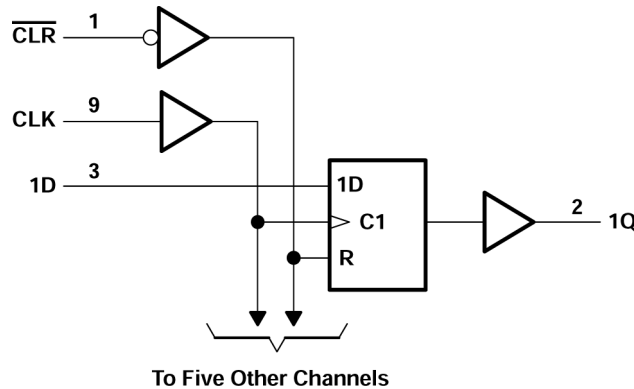 CLR 1
CLK 9
1D 3
1D
C1
R
2 1Q
To Five Other Channels